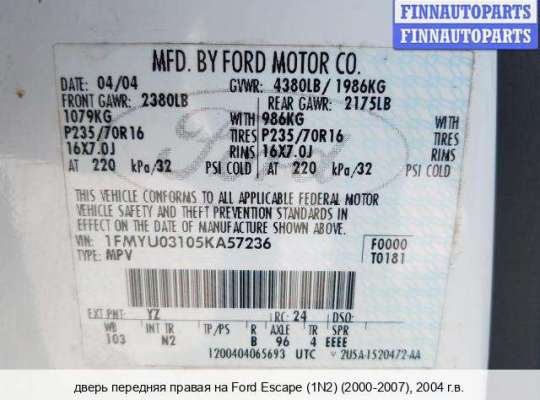 FINNAUTOPARTS
FINNAUTOPARTS
MFD. BY FORD MOTOR CO.
DATE: 04/04 GVWR: 4380LB/ 1986KG
FRONT GAWR: 2380LB REAR GAWR: 2175LB
1079KG WITH 986KG WITH
P235/70R16 TIRES P235/70R16 TIRES
16X7.0J RIMS 16X7.0J RIMS
AT 220 kPa/32 PSI COLD AT 220 kPa/32 PSI COLD
THIS VEHICLE CONFORMS TO ALL APPLICABLE FEDERAL MOTOR
VEHICLE SAFETY AND THEFT PREVENTION STANDARDS IN
EFFECT ON THE DATE OF MANUFACTURE SHOWN ABOVE.
VIN: 1FMYU03105KA57236 F0000
TYPE: MPV T0181
EXT PNT: YZ RC: 24 DSO:
WB INT TR TP/PS R AXLE TR SPR
103 N2 B 96 4 EEEE
1200404065693 UTC 2U5A-1520472-AA
Ford
дверь передняя правая на Ford Escape (1N2) (2000-2007), 2004 г.в.